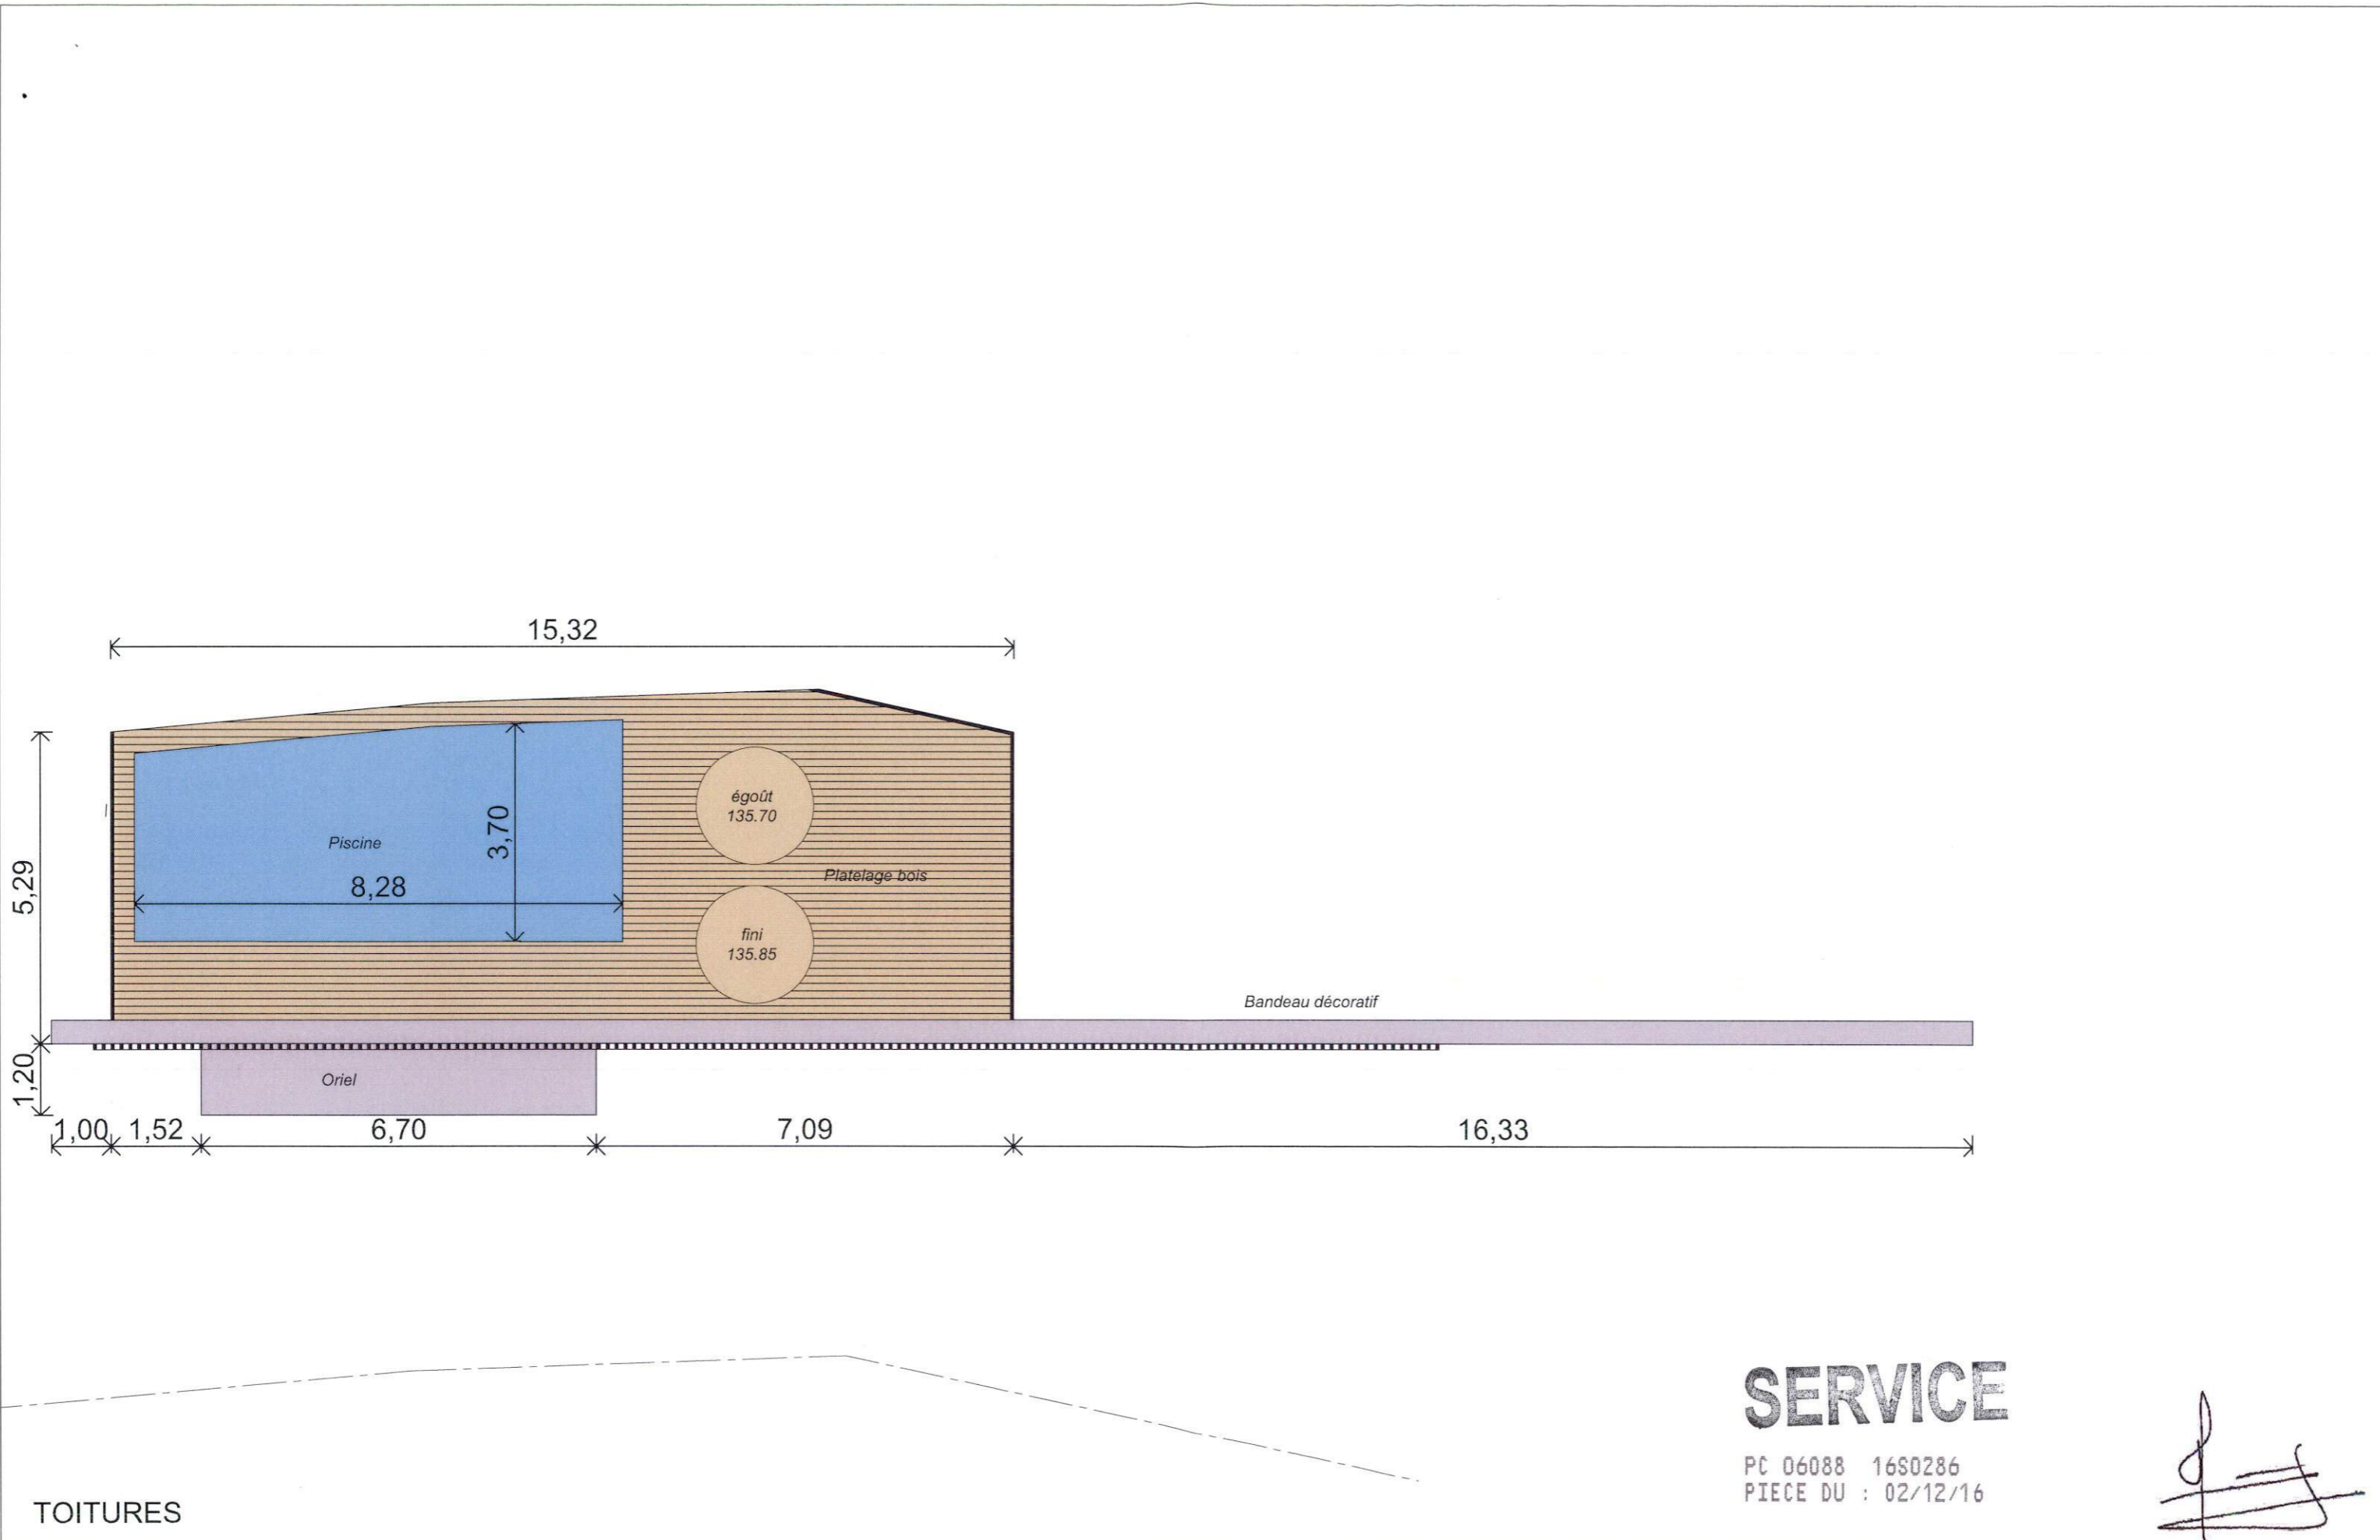 15,32
égoût
135.70
Piscine
3,70
8,28
Platelage bois
5,29
fini
135.85
Bandeau décoratif
1,20
Oriel
1,00
1,52
6,70
7,09
16,33
SERVICE
PC 06088 16S0286
PIECE DU : 02/12/16
TOITURES